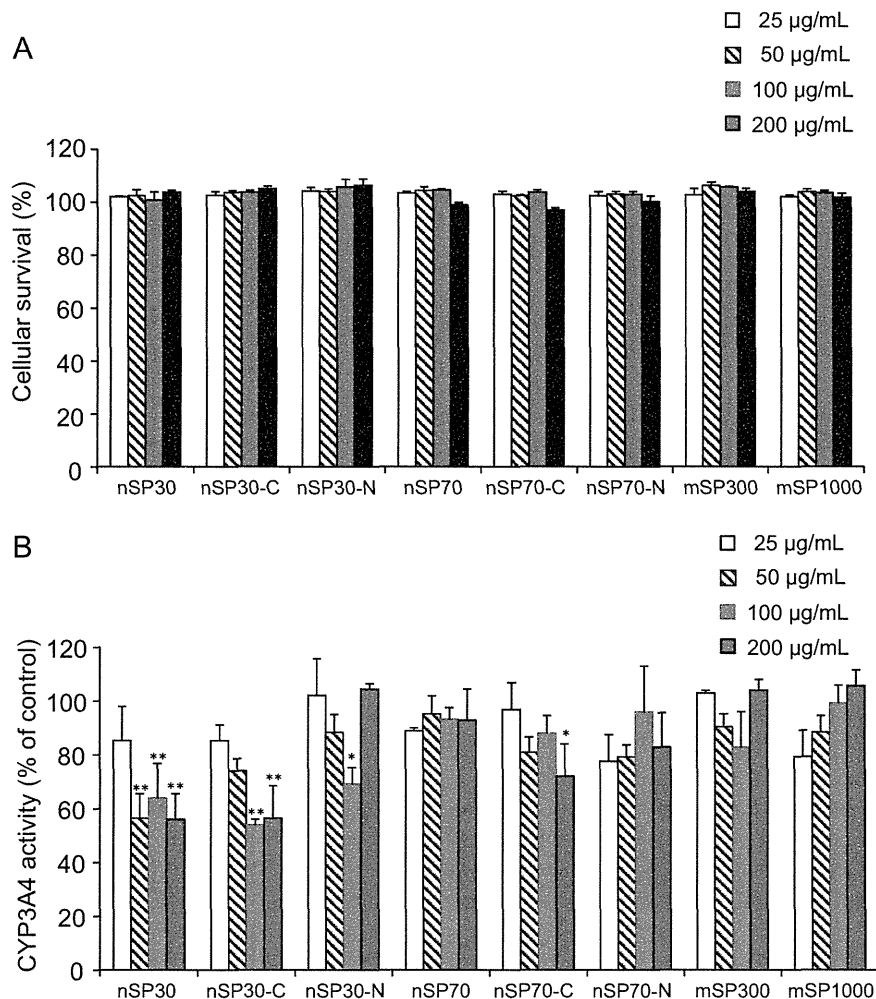 A
25 µg/mL
50 µg/mL
100 µg/mL
200 µg/mL
Cellular survival (%)
120
100
80
60
40
20
0
nSP30 nSP30-C nSP30-N nSP70 nSP70-C nSP70-N mSP300 mSP1000
B
25 µg/mL
50 µg/mL
100 µg/mL
200 µg/mL
CYP3A4 activity (% of control)
120
100
80
60
40
20
0
** ** ** ** ** * *
nSP30 nSP30-C nSP30-N nSP70 nSP70-C nSP70-N mSP300 mSP1000